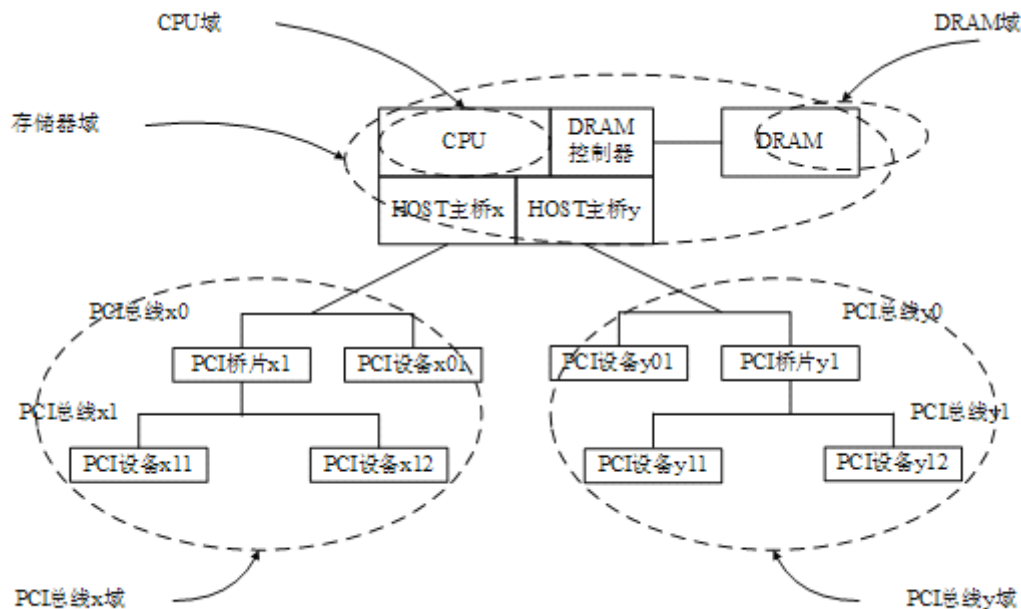 CPU域
DRAM域
存储器域
CPU
DRAM
控制器
DRAM
HOST主桥x
HOST主桥y
PCI总线x0
PCI总线y0
PCI桥片x1
PCI设备x01
PCI设备y01
PCI桥片y1
PCI总线x1
PCI总线y1
PCI设备x11
PCI设备x12
PCI设备y11
PCI设备y12
PCI总线x域
PCI总线y域